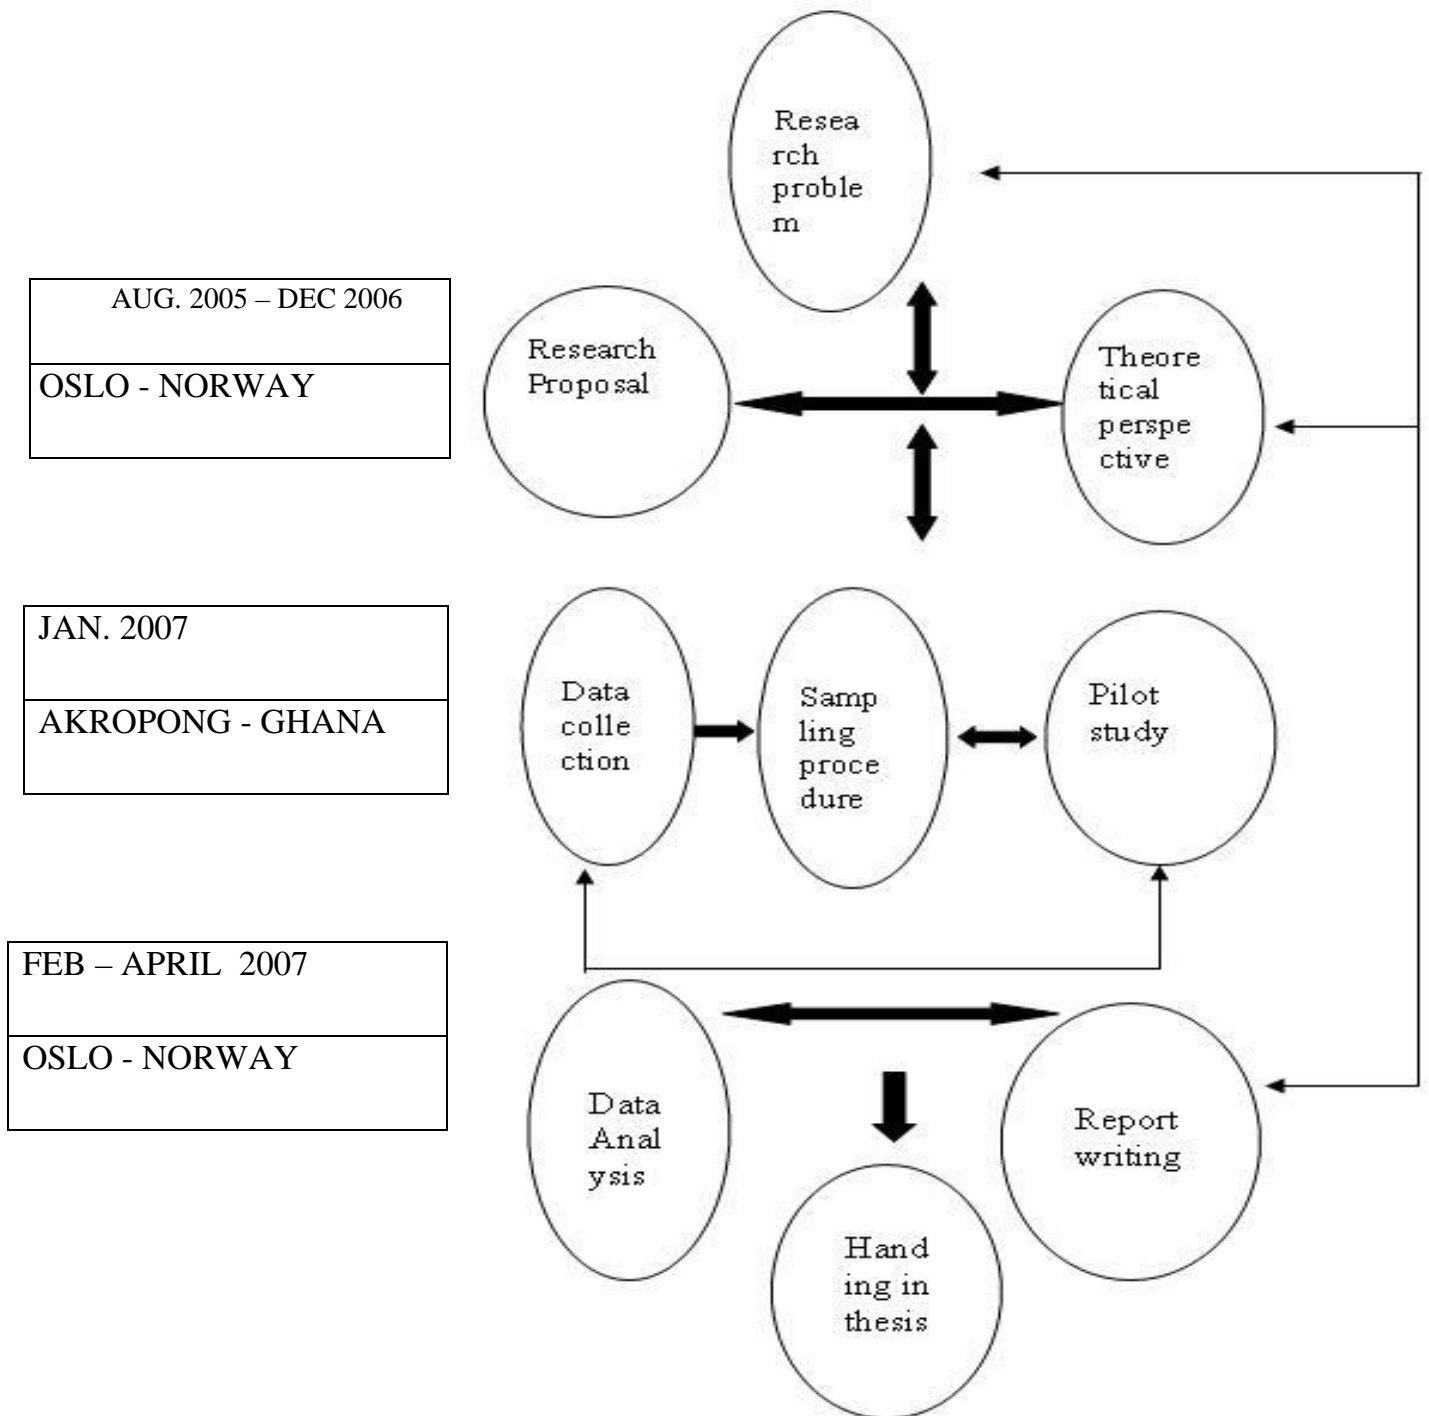 Resea
rch
proble
m
AUG. 2005 – DEC 2006
OSLO - NORWAY
Research
Proposal
Theore
tical
perspe
ctive
JAN. 2007
AKROPONG - GHANA
Data
colle
ction
Samp
ling
proce
dure
Pilot
study
FEB – APRIL  2007
OSLO - NORWAY
Data
Anal
ysis
Report
writing
Hand
ing in
thesis